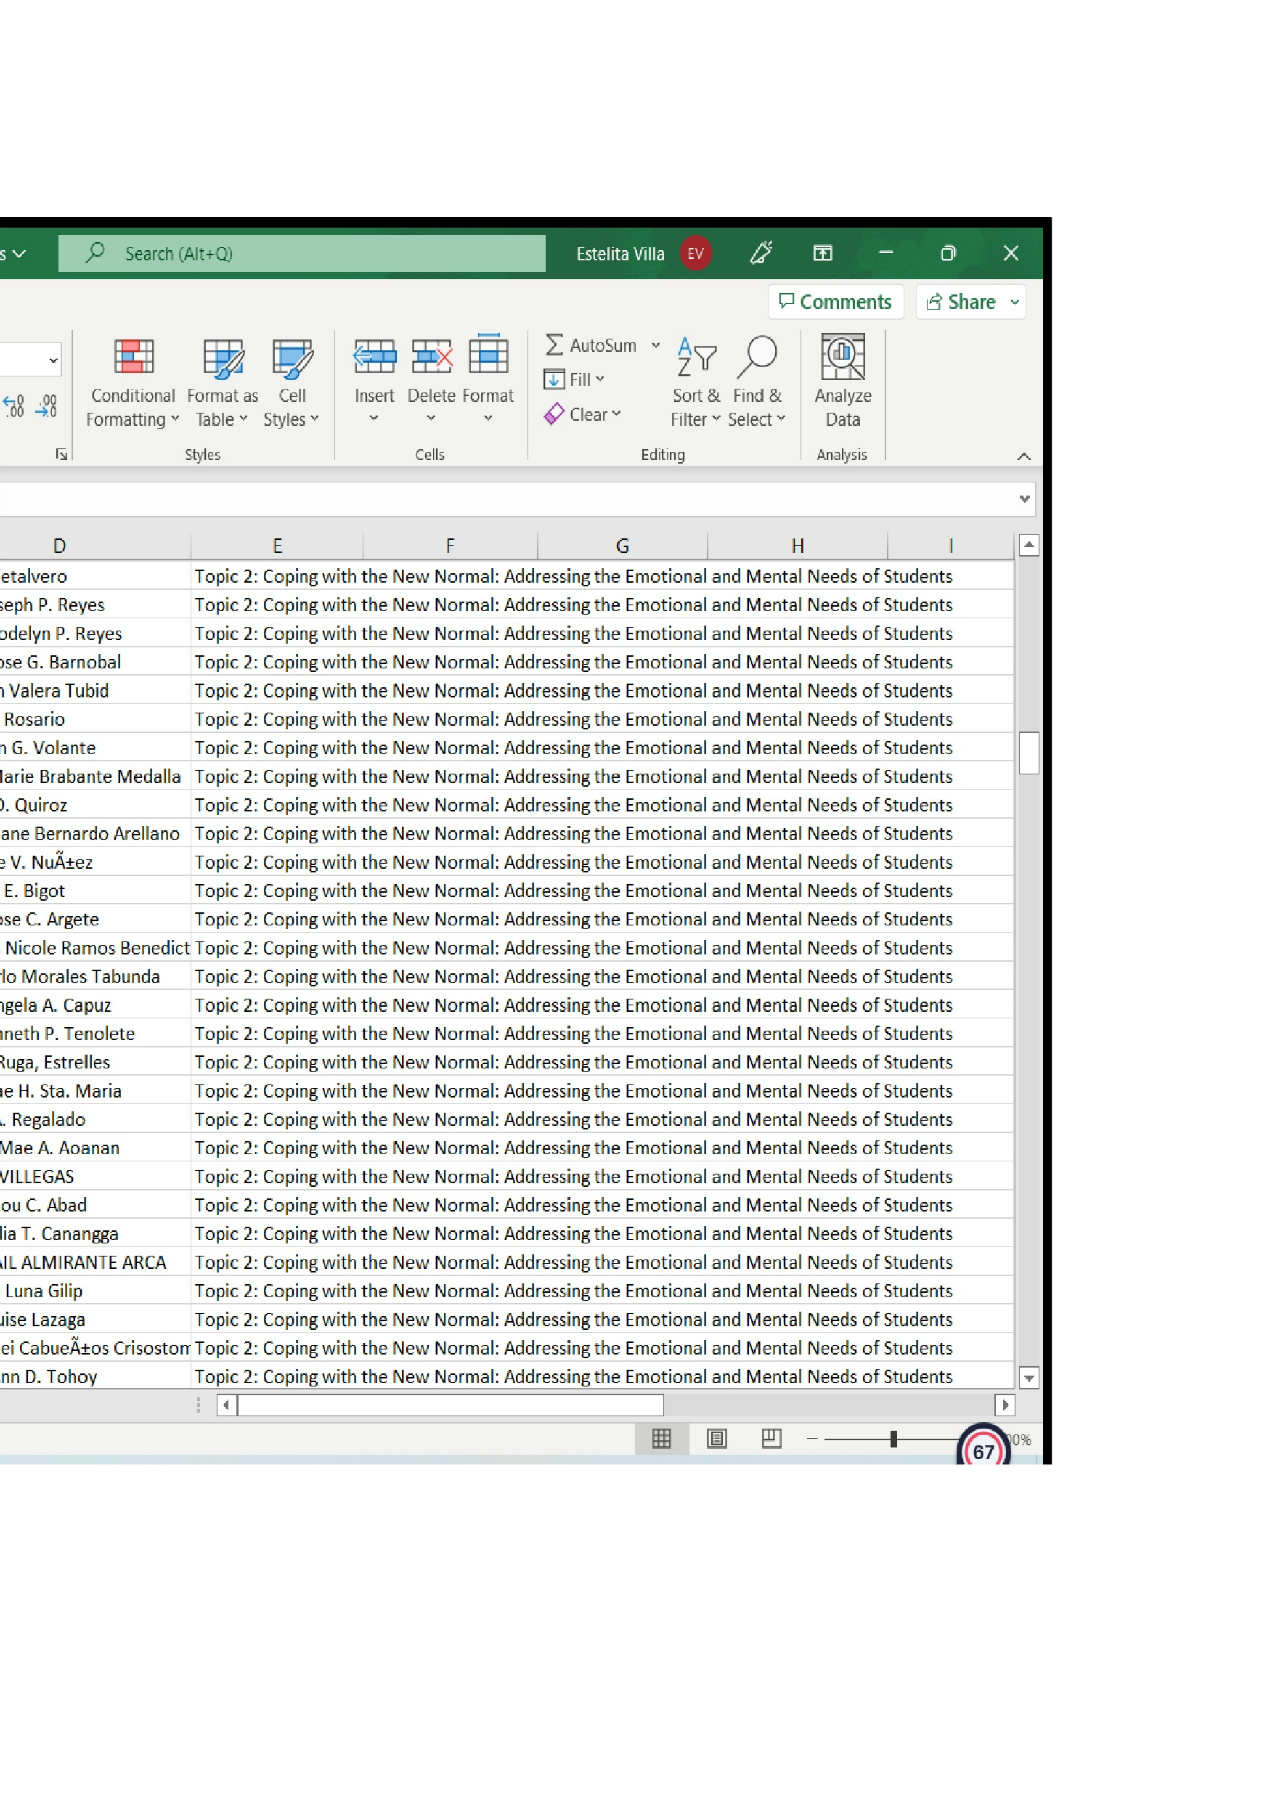 s
Search (Alt+Q)
Estelita Villa
EV
Comments
Share
Conditional Formatting
Format as Table
Cell Styles
Insert
Delete
Format
AutoSum
Fill
Clear
Sort & Filter
Find & Select
Analyze Data
Styles
Cells
Editing
Analysis
D E F G H I
etalvero Topic 2: Coping with the New Normal: Addressing the Emotional and Mental Needs of Students
seph P. Reyes Topic 2: Coping with the New Normal: Addressing the Emotional and Mental Needs of Students
odelyn P. Reyes Topic 2: Coping with the New Normal: Addressing the Emotional and Mental Needs of Students
ose G. Barnobal Topic 2: Coping with the New Normal: Addressing the Emotional and Mental Needs of Students
n Valera Tubid Topic 2: Coping with the New Normal: Addressing the Emotional and Mental Needs of Students
Rosario Topic 2: Coping with the New Normal: Addressing the Emotional and Mental Needs of Students
n G. Volante Topic 2: Coping with the New Normal: Addressing the Emotional and Mental Needs of Students
Marie Brabante Medalla Topic 2: Coping with the New Normal: Addressing the Emotional and Mental Needs of Students
O. Quiroz Topic 2: Coping with the New Normal: Addressing the Emotional and Mental Needs of Students
ane Bernardo Arellano Topic 2: Coping with the New Normal: Addressing the Emotional and Mental Needs of Students
e V. NuÃ±ez Topic 2: Coping with the New Normal: Addressing the Emotional and Mental Needs of Students
E. Bigot Topic 2: Coping with the New Normal: Addressing the Emotional and Mental Needs of Students
ose C. Argete Topic 2: Coping with the New Normal: Addressing the Emotional and Mental Needs of Students
Nicole Ramos Benedict Topic 2: Coping with the New Normal: Addressing the Emotional and Mental Needs of Students
rlo Morales Tabunda Topic 2: Coping with the New Normal: Addressing the Emotional and Mental Needs of Students
ngela A. Capuz Topic 2: Coping with the New Normal: Addressing the Emotional and Mental Needs of Students
nneth P. Tenolete Topic 2: Coping with the New Normal: Addressing the Emotional and Mental Needs of Students
Ruga, Estrelles Topic 2: Coping with the New Normal: Addressing the Emotional and Mental Needs of Students
ae H. Sta. Maria Topic 2: Coping with the New Normal: Addressing the Emotional and Mental Needs of Students
. Regalado Topic 2: Coping with the New Normal: Addressing the Emotional and Mental Needs of Students
Mae A. Aoanan Topic 2: Coping with the New Normal: Addressing the Emotional and Mental Needs of Students
VILLEGAS Topic 2: Coping with the New Normal: Addressing the Emotional and Mental Needs of Students
ou C. Abad Topic 2: Coping with the New Normal: Addressing the Emotional and Mental Needs of Students
lia T. Canangga Topic 2: Coping with the New Normal: Addressing the Emotional and Mental Needs of Students
AIL ALMIRANTE ARCA Topic 2: Coping with the New Normal: Addressing the Emotional and Mental Needs of Students
Luna Gilip Topic 2: Coping with the New Normal: Addressing the Emotional and Mental Needs of Students
uise Lazaga Topic 2: Coping with the New Normal: Addressing the Emotional and Mental Needs of Students
ei CabueÃ±os Crisostom Topic 2: Coping with the New Normal: Addressing the Emotional and Mental Needs of Students
nn D. Tohoy Topic 2: Coping with the New Normal: Addressing the Emotional and Mental Needs of Students
67